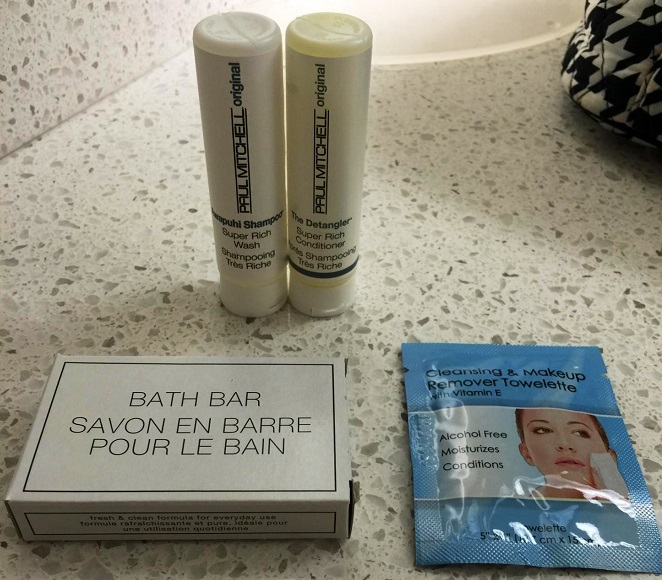 PAUL MITCHELL original
Shampoo
Super Rich
Wash
Shampooing
Très Riche
PAUL MITCHELL original
The Detangler
Super Rich
Conditioner
Après Shampooing
Très Riche
BATH BAR
SAVON EN BARRE
POUR LE BAIN
fresh & clean formula for everyday use
formule rafraîchissante et pure, idéale pour
une utilisation quotidienne
Cleansing & Makeup
Remover Towelette
with Vitamin E
Alcohol Free
Moisturizes
Conditions
Towelette